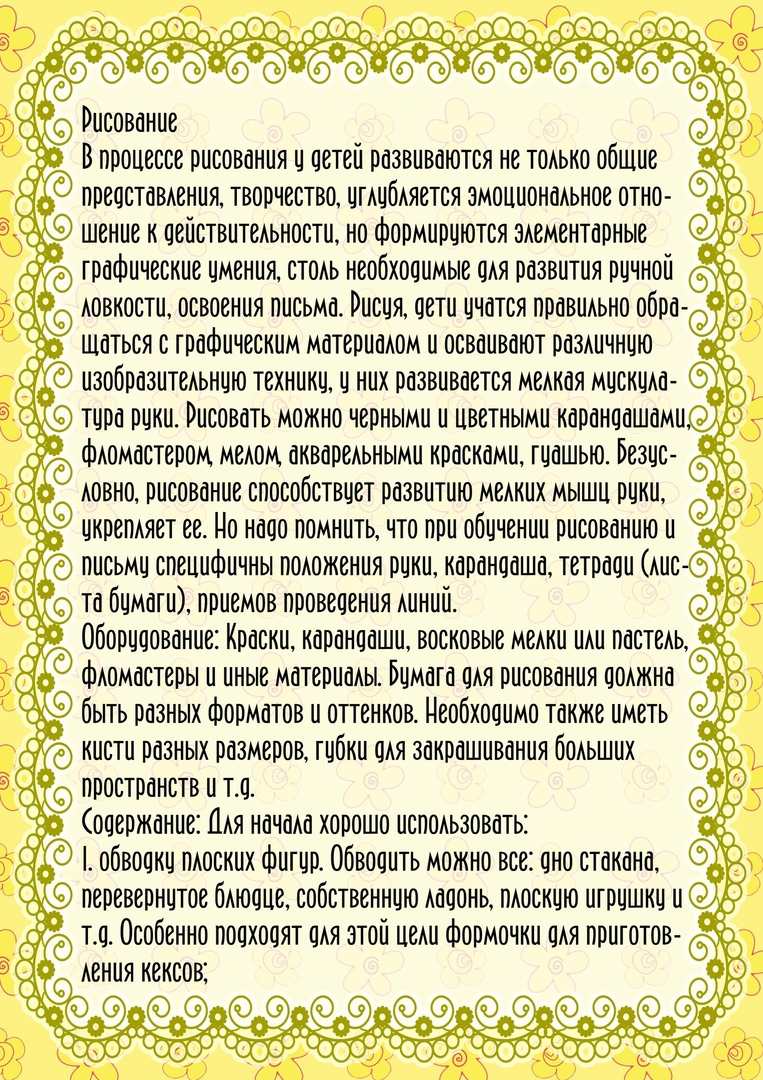 Рисование
В процессе рисования у детей развиваются не только общие
представления, творчество, углубляется эмоциональное отно-
шение к действительности, но формируются элементарные
графические умения, столь необходимые для развития ручной
ловкости, освоения письма. Рисуя, дети учатся правильно обра-
щаться с графическим материалом и осваивают различную
изобразительную технику, у них развивается мелкая мускула-
тура руки. Рисовать можно черными и цветными карандашами,
фломастером, мелом, акварельными красками, гуашью. Безус-
ловно, рисование способствует развитию мелких мышц руки,
укрепляет ее. Но надо помнить, что при обучении рисованию и
письму специфичны положения руки, карандаша, тетради (лис-
та бумаги), приемов проведения линий.
Оборудование: Краски, карандаши, восковые мелки или пастель,
фломастеры и иные материалы. Бумага для рисования должна
быть разных форматов и оттенков. Необходимо также иметь
кисти разных размеров, губки для закрашивания больших
пространств и т.д.
Содержание: Для начала хорошо использовать:
1. обводку плоских фигур. Обводить можно все: дно стакана,
перевернутое блюдце, собственную ладонь, плоскую игрушку и
т.д. Особенно подходят для этой цели формочки для приготов-
ления кексов;